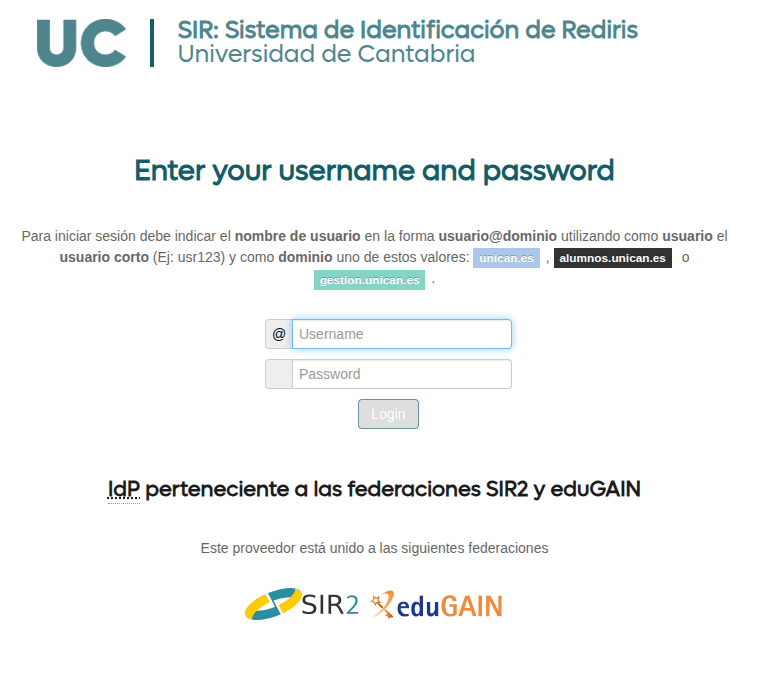 UC
SIR: Sistema de Identificación de Rediris
Universidad de Cantabria
Enter your username and password
Para iniciar sesión debe indicar el nombre de usuario en la forma usuario@dominio utilizando como usuario el
usuario corto (Ej: usr123) y como dominio uno de estos valores: unican.es , alumnos.unican.es o
gestion.unican.es .
@ Username
Password
Login
IdP perteneciente a las federaciones SIR2 y eduGAIN
Este proveedor está unido a las siguientes federaciones
SIR2 eduGAIN